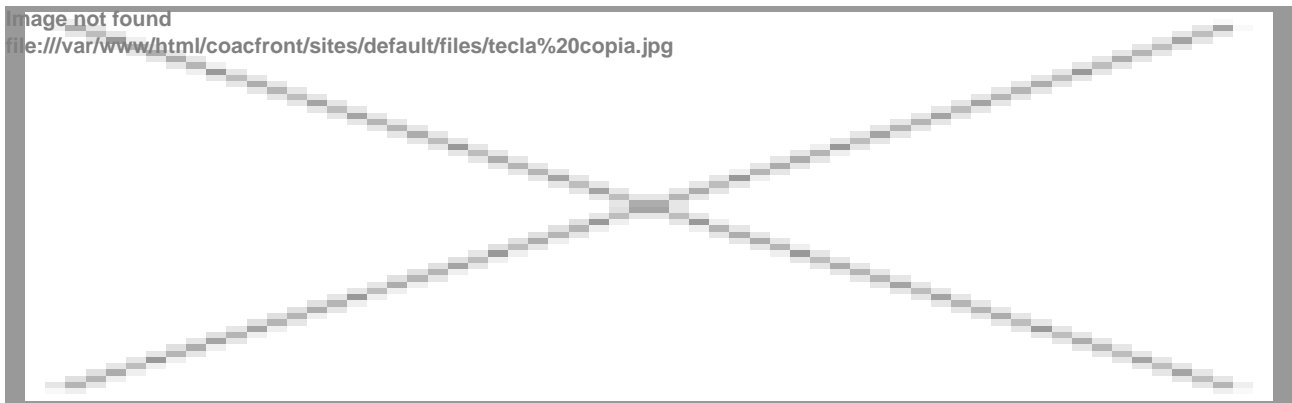 Image not found
file:///var/www/html/coacfront/sites/default/files/tecla%20copia.jpg